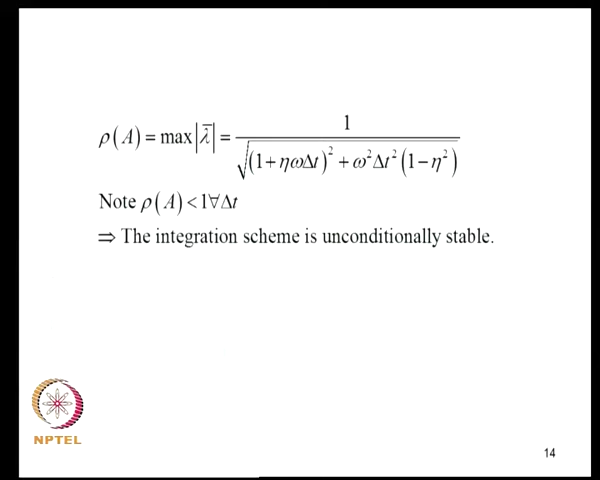 ρ(A) = max|λ̄| = 1 / √((1+ηωΔt)² + ω²Δt²(1−η²))
Note ρ(A) < 1∀Δt
⇒ The integration scheme is unconditionally stable.
NPTEL
14